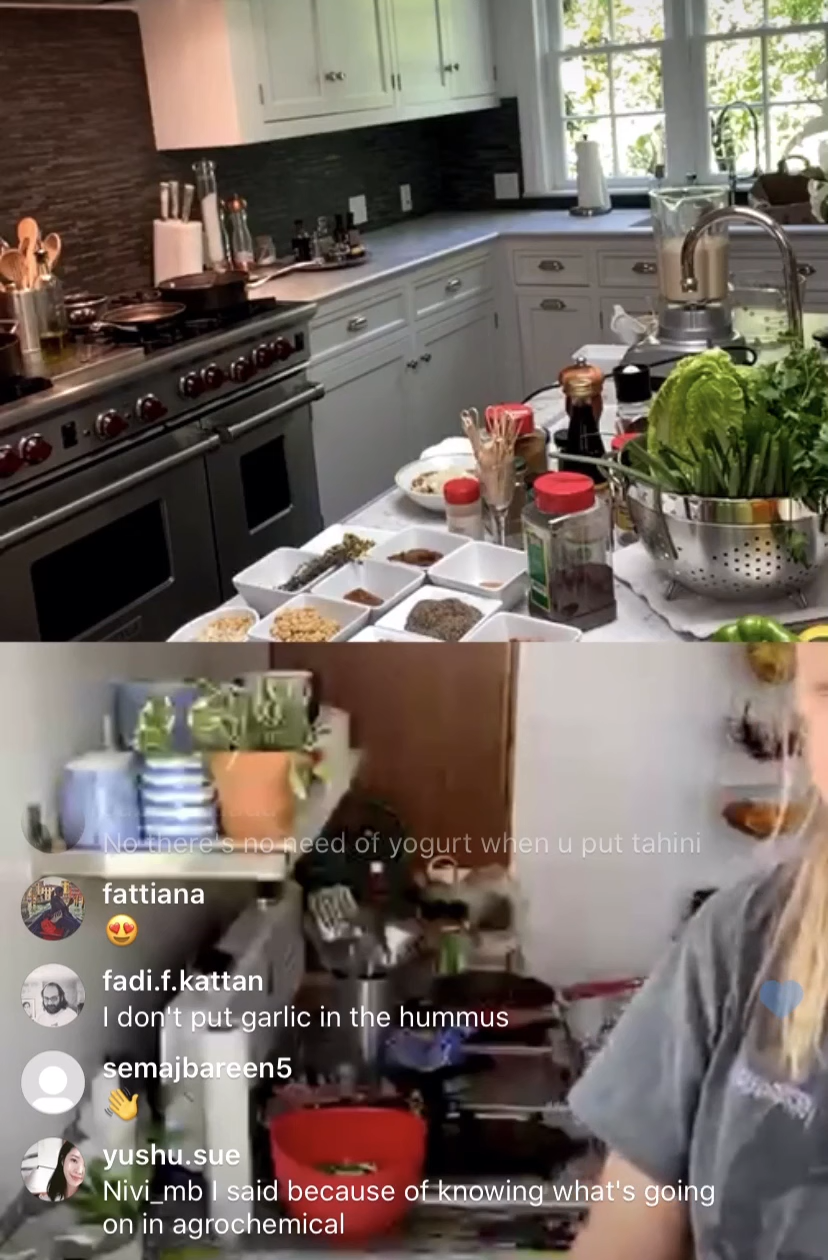 No there's no need of yogurt when u put tahini
fattiana
😍
fadi.f.kattan
I don't put garlic in the hummus
semajbareen5
👋
yushu.sue
Nivi_mb I said because of knowing what's going
on in agrochemical